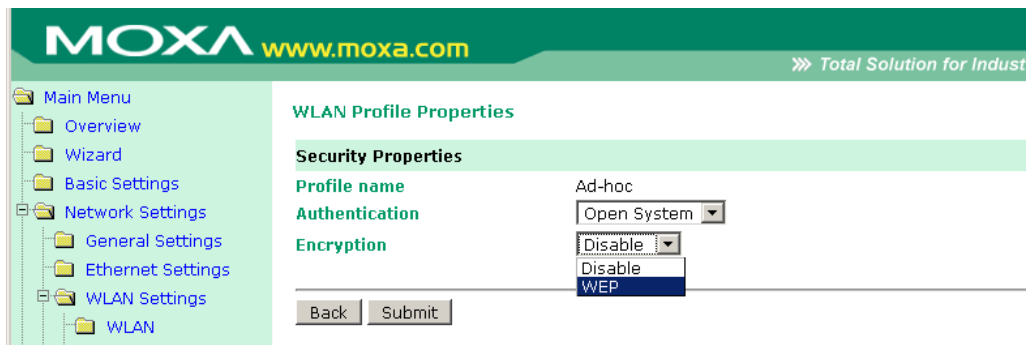 MOXA www.moxa.com
Total Solution for Indust
Main Menu
Overview
Wizard
Basic Settings
Network Settings
General Settings
Ethernet Settings
WLAN Settings
WLAN
WLAN Profile Properties
Security Properties
Profile name Ad-hoc
Authentication Open System
Encryption Disable
Disable
WEP
Back Submit